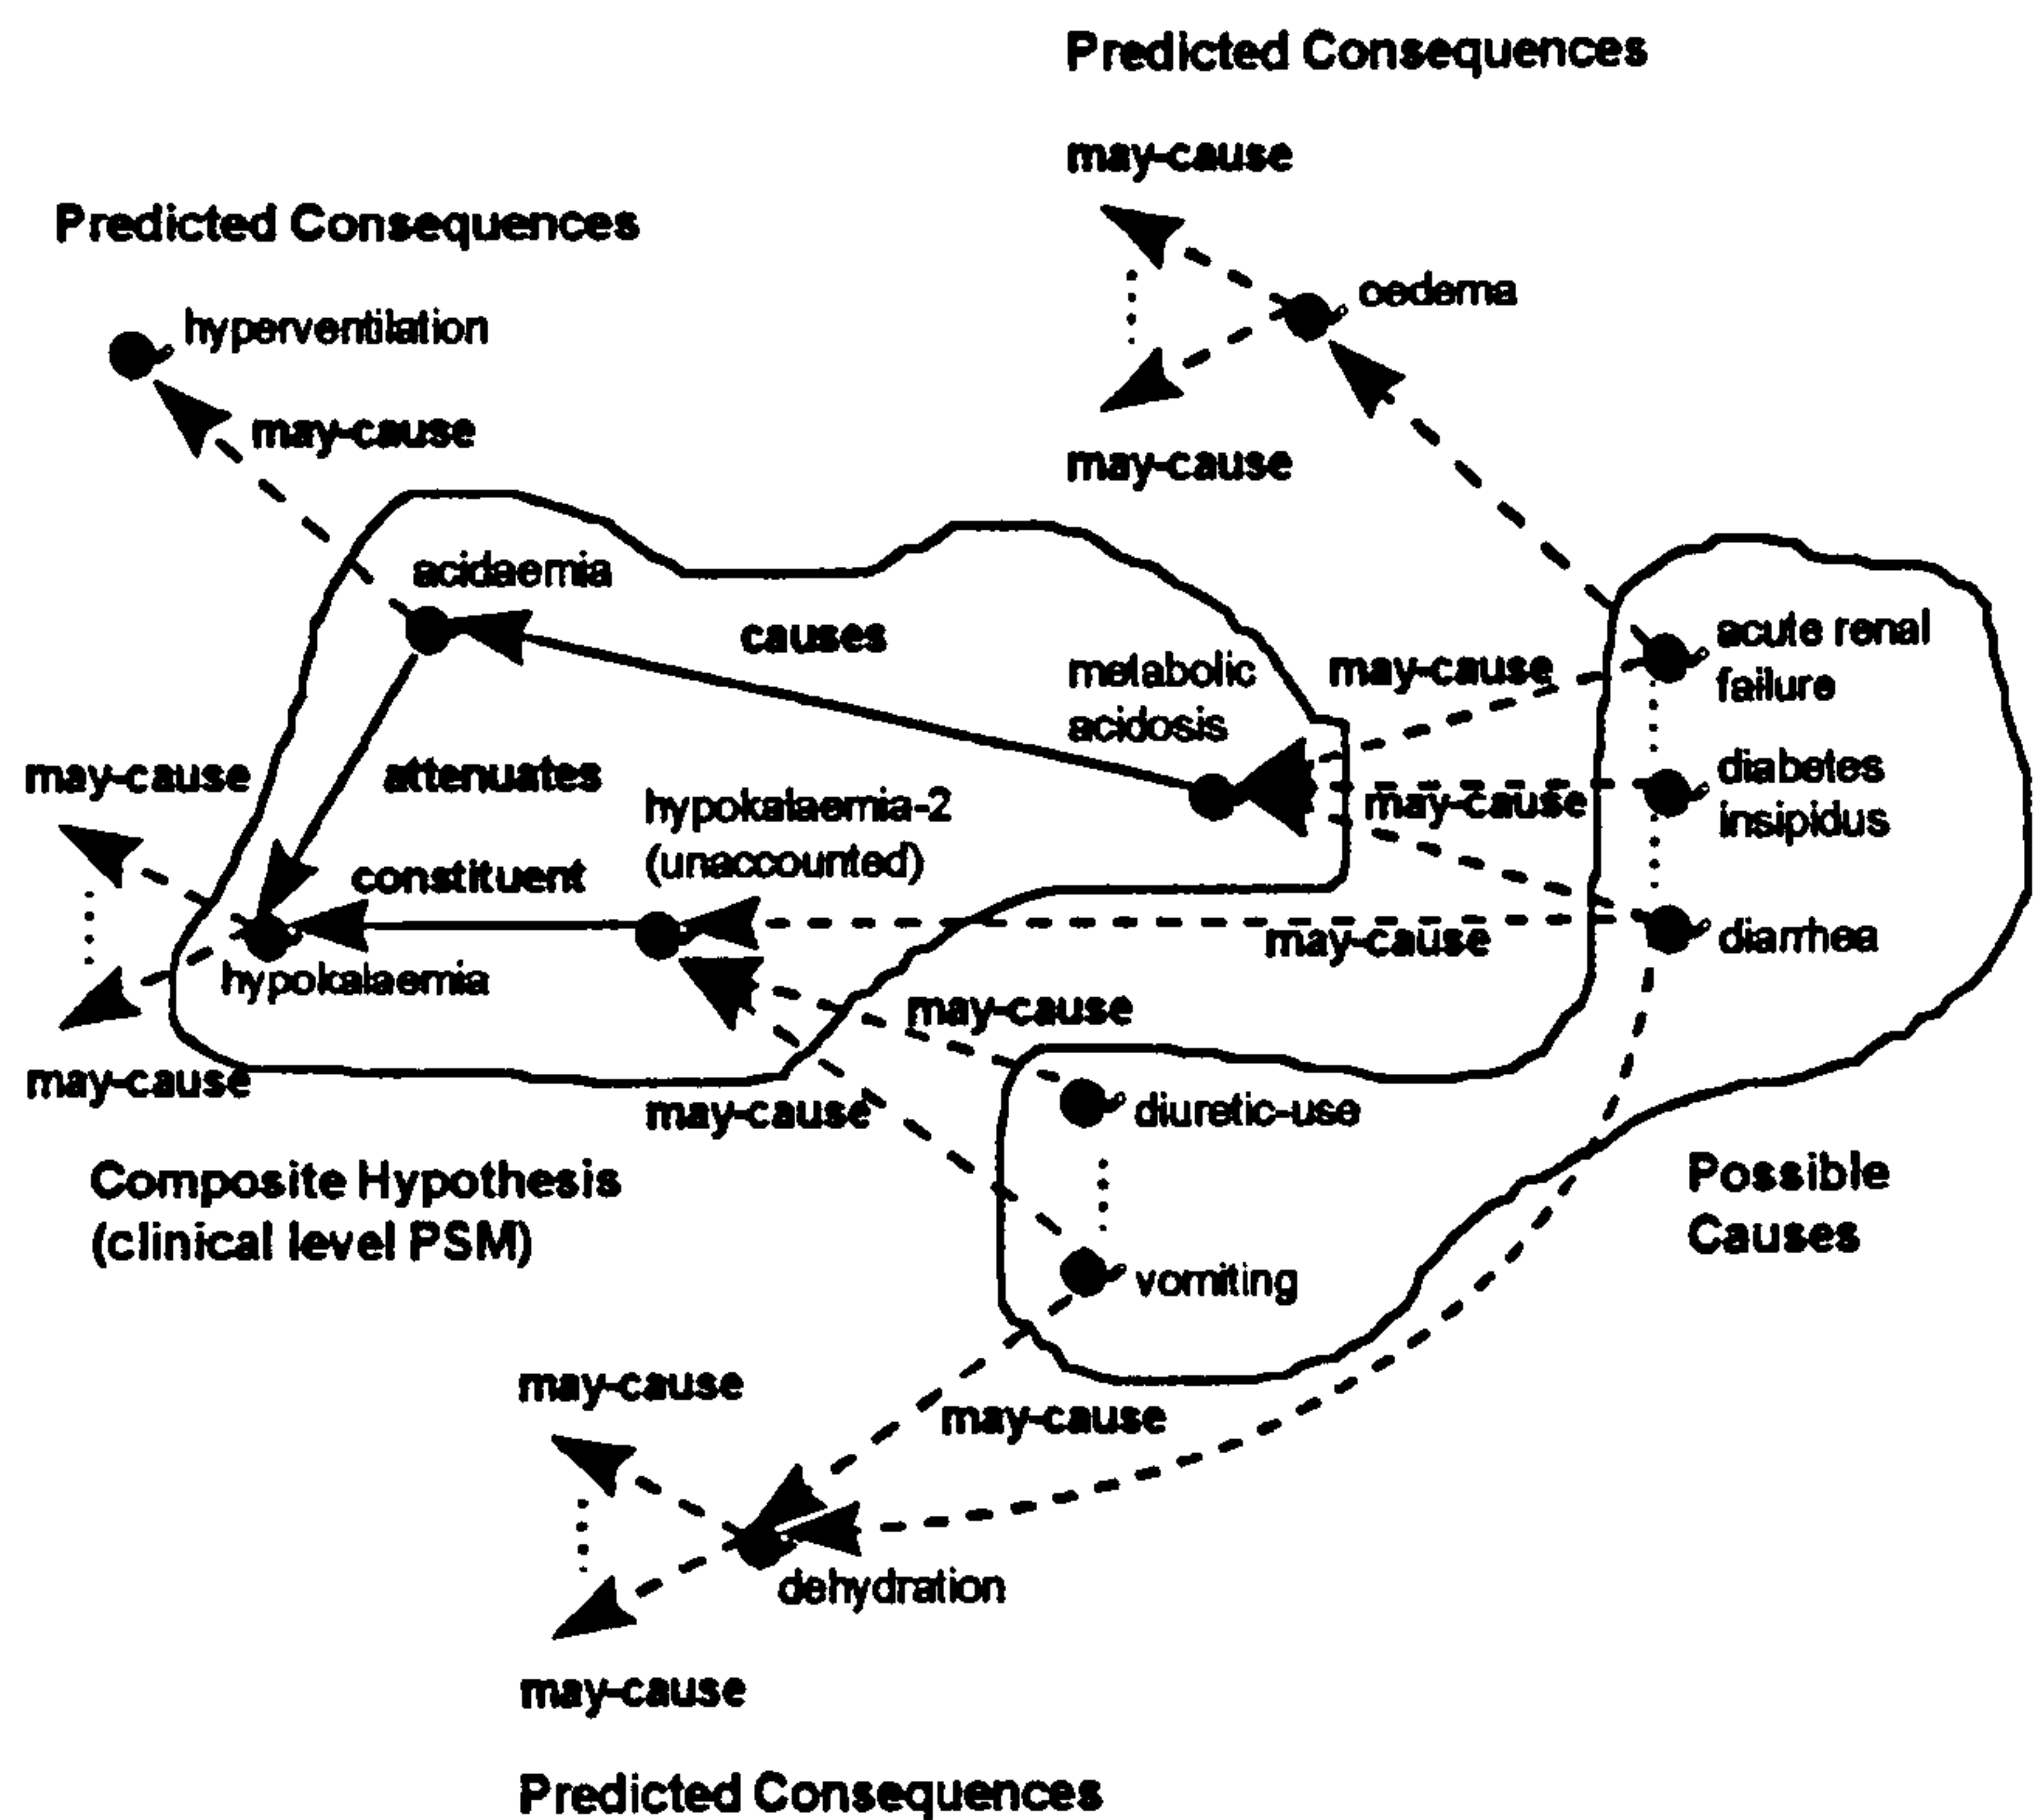 Predicted Consequences
may-cause
Predicted Consequences
oedema
hyperventilation
may-cause
may-cause
acidaemia
causes
acute renal
failure
metabolic
acidosis
may-cause
may-cause
attenuates
diabetes
insipidus
hypokalaemia-2
(unaccounted)
may-cause
constituent
diarrhea
may-cause
hypokalaemia
may-cause
may-cause
may-cause
diuretic-use
Composite Hypothesis
(clinical level PSM)
Possible
Causes
vomiting
may-cause
may-cause
dehydration
may-cause
Predicted Consequences